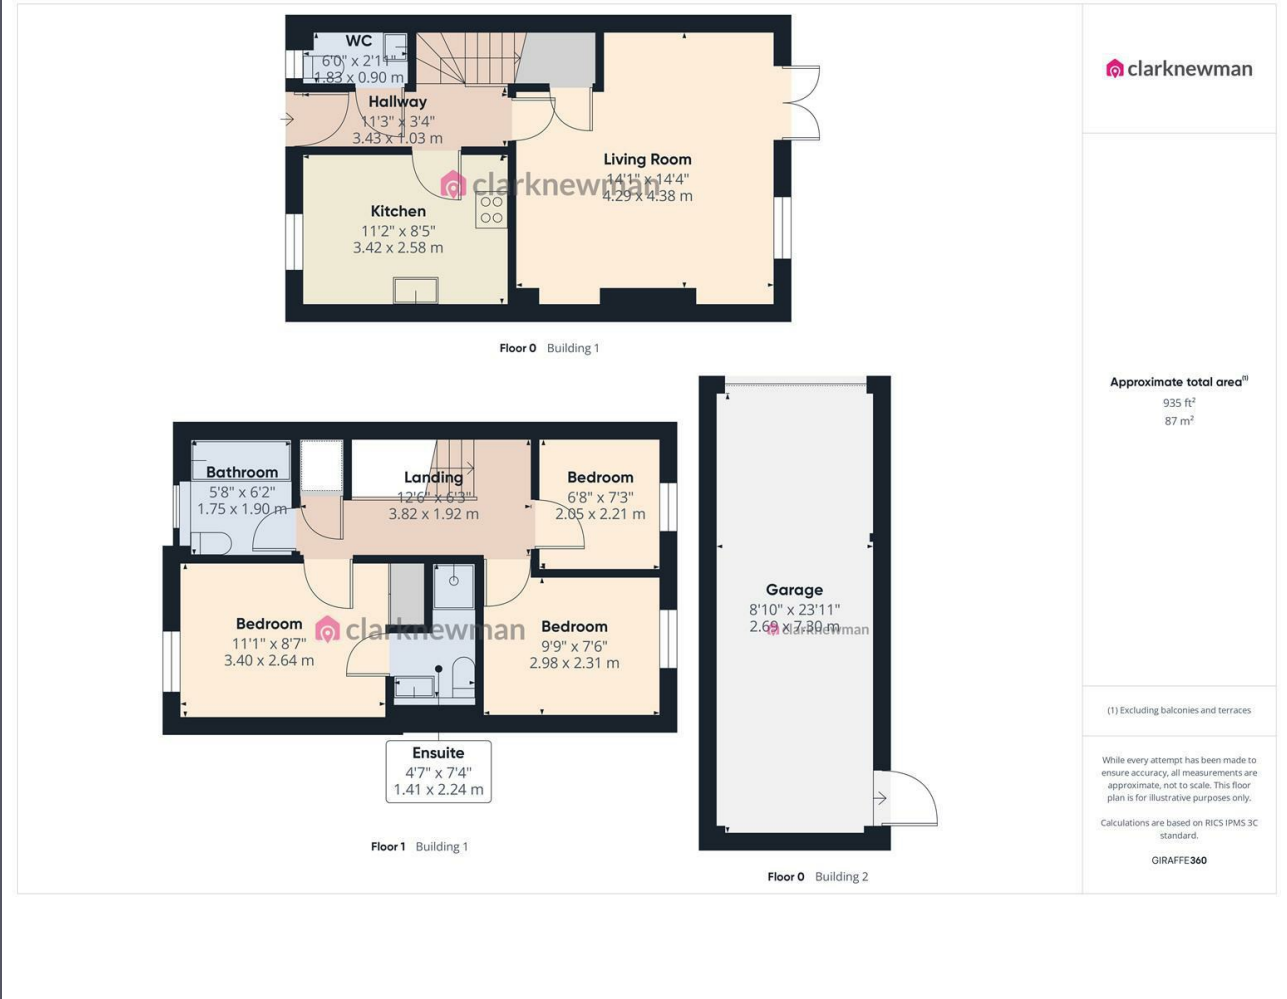 WC
6'0" x 2'11"
1.83 x 0.90 m
Hallway
11'3" x 3'4"
3.43 x 1.03 m
Living Room
14'1" x 14'4"
4.29 x 4.38 m
clarknewman
Kitchen
11'2" x 8'5"
3.42 x 2.58 m
Floor 0 Building 1
Bathroom
5'8" x 6'2"
1.75 x 1.90 m
Landing
12'6" x 6'3"
3.82 x 1.92 m
Bedroom
6'8" x 7'3"
2.05 x 2.21 m
Bedroom
11'1" x 8'7"
3.40 x 2.64 m
clarknewman
Bedroom
9'9" x 7'6"
2.98 x 2.31 m
Ensuite
4'7" x 7'4"
1.41 x 2.24 m
Floor 1 Building 1
Garage
8'10" x 23'11"
2.69 x 7.30 m
clarknewman
Floor 0 Building 2
clarknewman
Approximate total area(1)
935 ft²
87 m²
(1) Excluding balconies and terraces
While every attempt has been made to
ensure accuracy, all measurements are
approximate, not to scale. This floor
plan is for illustrative purposes only.
Calculations are based on RICS IPMS 3C
standard.
GIRAFFE360